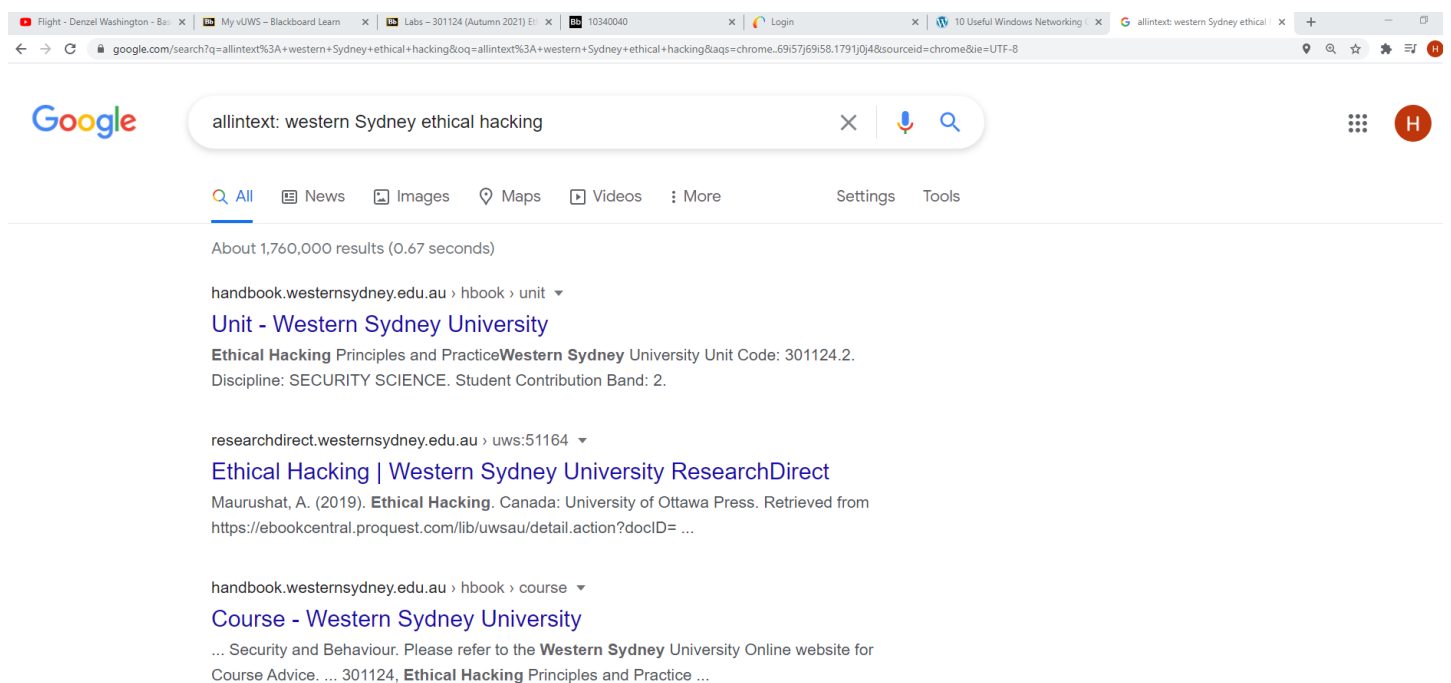 Flight - Denzel Washington - Bas
My vUWS – Blackboard Learn
Labs – 301124 (Autumn 2021) Et
10340040
Login
10 Useful Windows Networking C
allintext: western Sydney ethical h
google.com/search?q=allintext%3A+western+Sydney+ethical+hacking&oq=allintext%3A+western+Sydney+ethical+hacking&aqs=chrome..69i57j69i58.1791j0j4&sourceid=chrome&ie=UTF-8
H
Google
allintext: western Sydney ethical hacking
H
All News Images Maps Videos More Settings Tools
About 1,760,000 results (0.67 seconds)
handbook.westernsydney.edu.au › hbook › unit
Unit - Western Sydney University
Ethical Hacking Principles and PracticeWestern Sydney University Unit Code: 301124.2.
Discipline: SECURITY SCIENCE. Student Contribution Band: 2.
researchdirect.westernsydney.edu.au › uws:51164
Ethical Hacking | Western Sydney University ResearchDirect
Maurushat, A. (2019). Ethical Hacking. Canada: University of Ottawa Press. Retrieved from
https://ebookcentral.proquest.com/lib/uwsau/detail.action?docID= ...
handbook.westernsydney.edu.au › hbook › course
Course - Western Sydney University
... Security and Behaviour. Please refer to the Western Sydney University Online website for
Course Advice. ... 301124, Ethical Hacking Principles and Practice ...